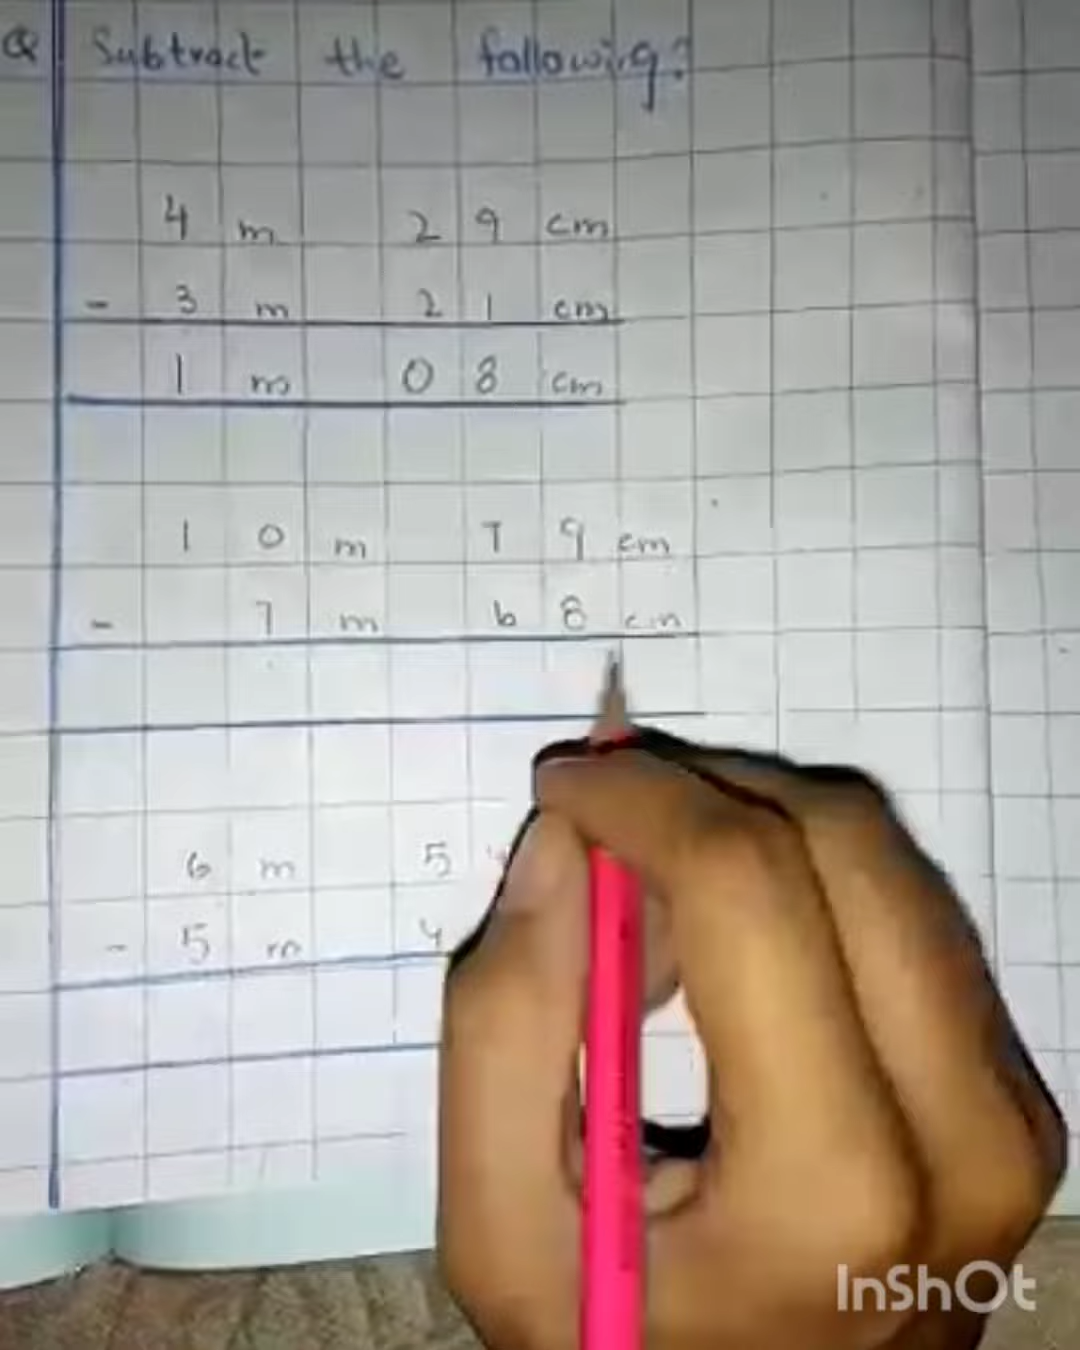 Q Subtract the following?
4 m 29 cm
- 3 m 21 cm
1 m 08 cm
10 m 79 cm
- 7 m 68 cm
6 m 5
- 5 m 4
InShOt